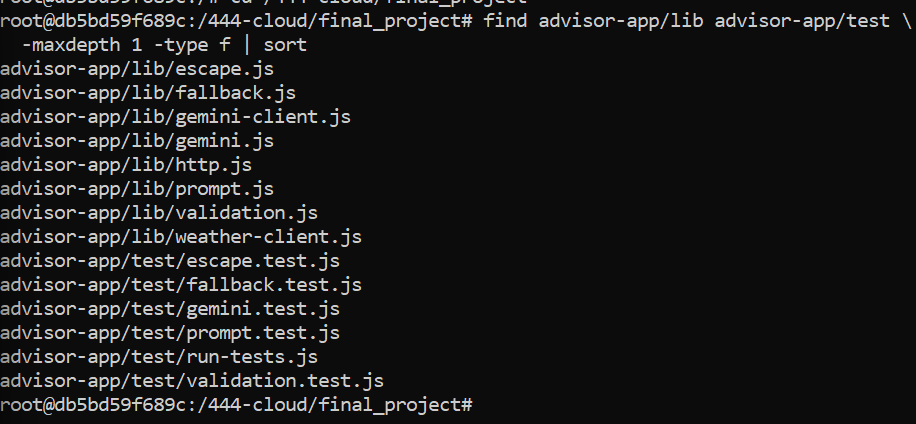 root@db5bd59f689c:/444-cloud/final_project# find advisor-app/lib advisor-app/test \
-maxdepth 1 -type f | sort
advisor-app/lib/escape.js
advisor-app/lib/fallback.js
advisor-app/lib/gemini-client.js
advisor-app/lib/gemini.js
advisor-app/lib/http.js
advisor-app/lib/prompt.js
advisor-app/lib/validation.js
advisor-app/lib/weather-client.js
advisor-app/test/escape.test.js
advisor-app/test/fallback.test.js
advisor-app/test/gemini.test.js
advisor-app/test/prompt.test.js
advisor-app/test/run-tests.js
advisor-app/test/validation.test.js
root@db5bd59f689c:/444-cloud/final_project#